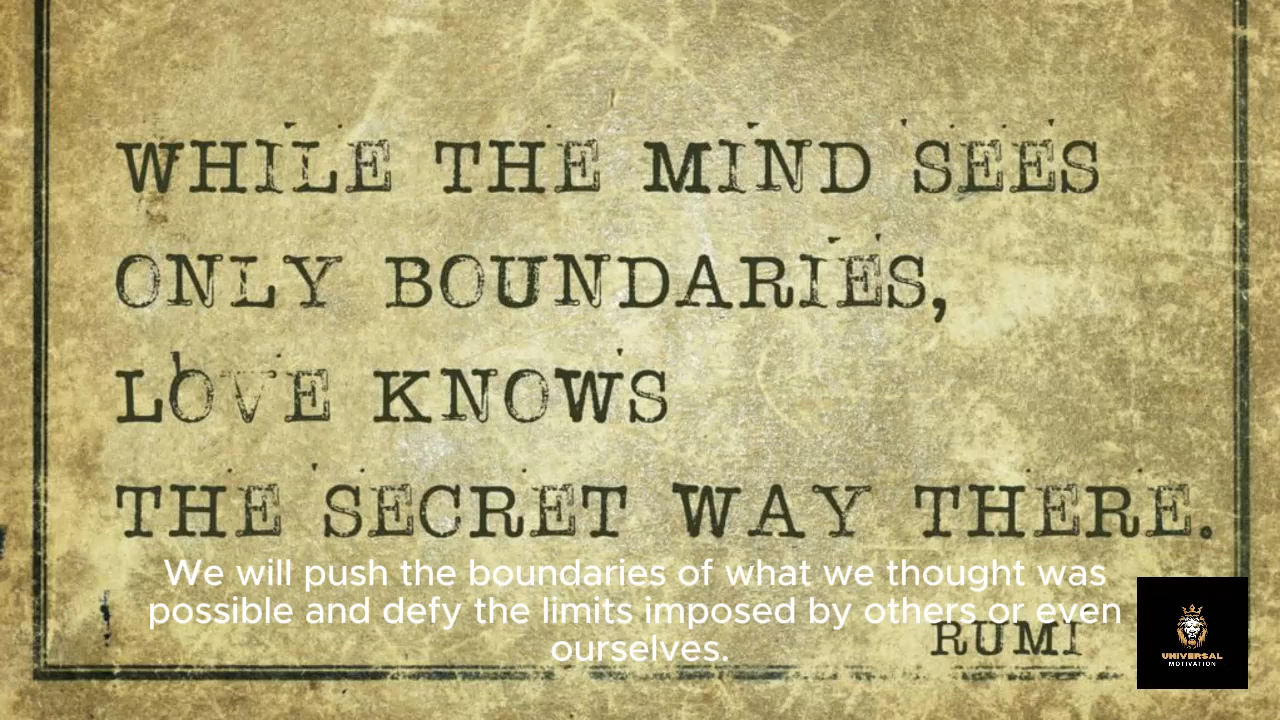 WHILE THE MIND SEES
ONLY BOUNDARIES,
LOVE KNOWS
THE SECRET WAY THERE.
We will push the boundaries of what we thought was
possible and defy the limits imposed by others or even
ourselves.
RUMI
UNIVERSAL
MOTIVATION